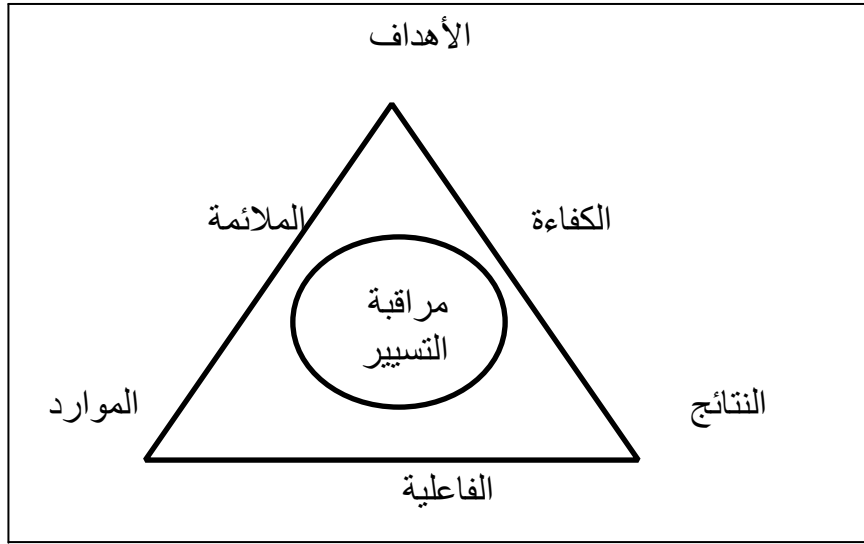 الأهداف
الكفاءة
الملائمة
مراقبة
التسيير
النتائج
الموارد
الفاعلية